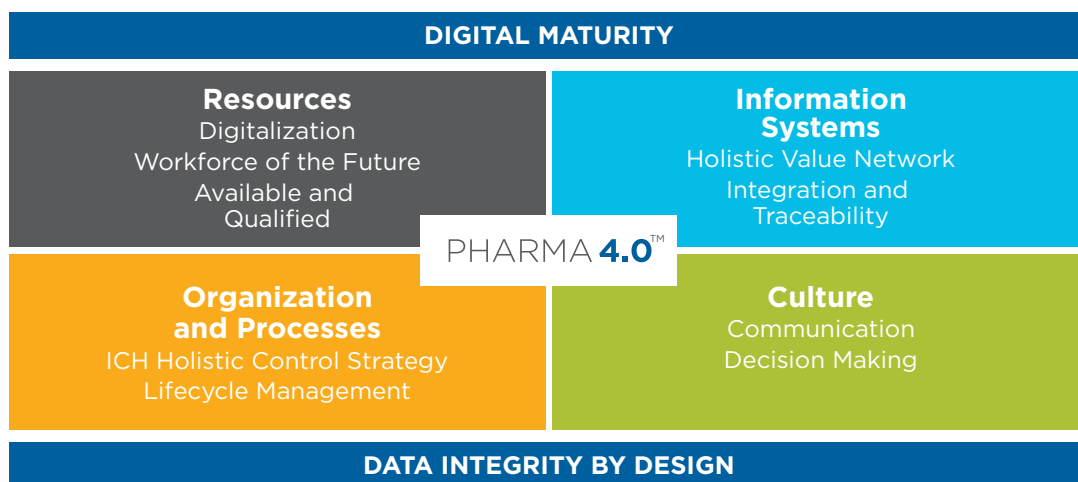 DIGITAL MATURITY
Resources
Digitalization
Workforce of the Future
Available and
Qualified
Information
Systems
Holistic Value Network
Integration and
Traceability
PHARMA 4.0™
Organization
and Processes
ICH Holistic Control Strategy
Lifecycle Management
Culture
Communication
Decision Making
DATA INTEGRITY BY DESIGN